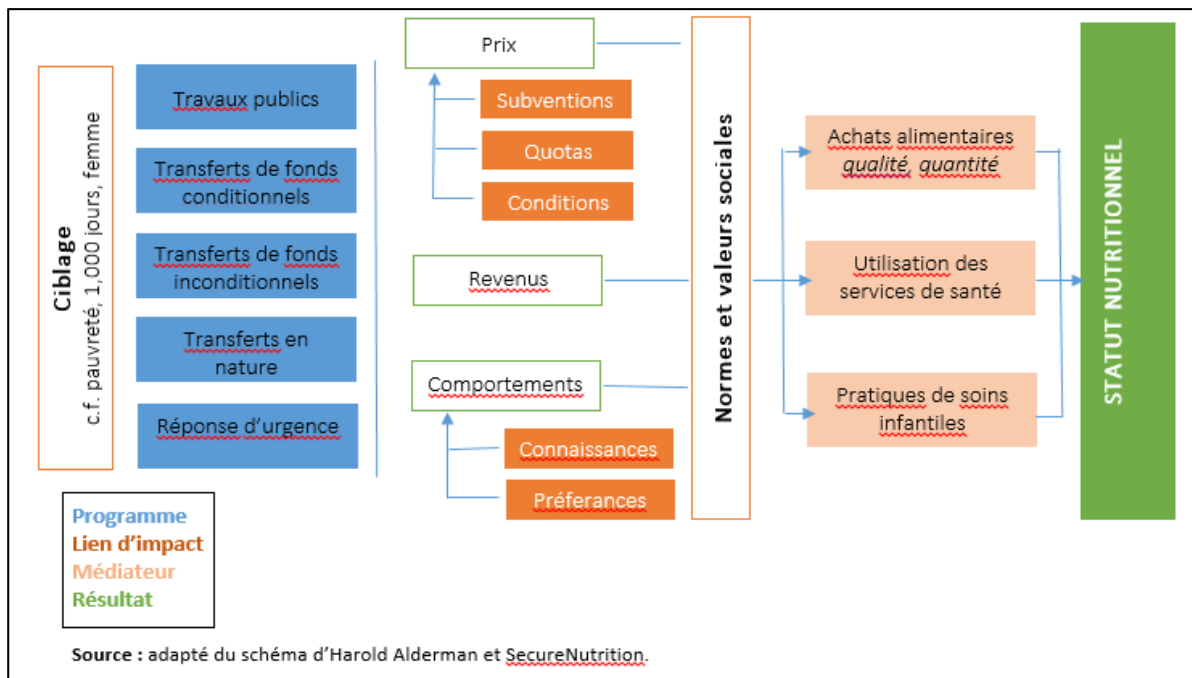 Ciblage
c.f. pauvreté, 1,000 jours, femme
Travaux publics
Transferts de fonds
conditionnels
Transferts de fonds
inconditionnels
Transferts en
nature
Réponse d'urgence
Prix
Subventions
Quotas
Conditions
Revenus
Comportements
Connaissances
Préferances
Normes et valeurs sociales
Achats alimentaires
qualité, quantité
Utilisation des
services de santé
Pratiques de soins
infantiles
STATUT NUTRITIONNEL
Programme
Lien d'impact
Médiateur
Résultat
Source : adapté du schéma d'Harold Alderman et SecureNutrition.